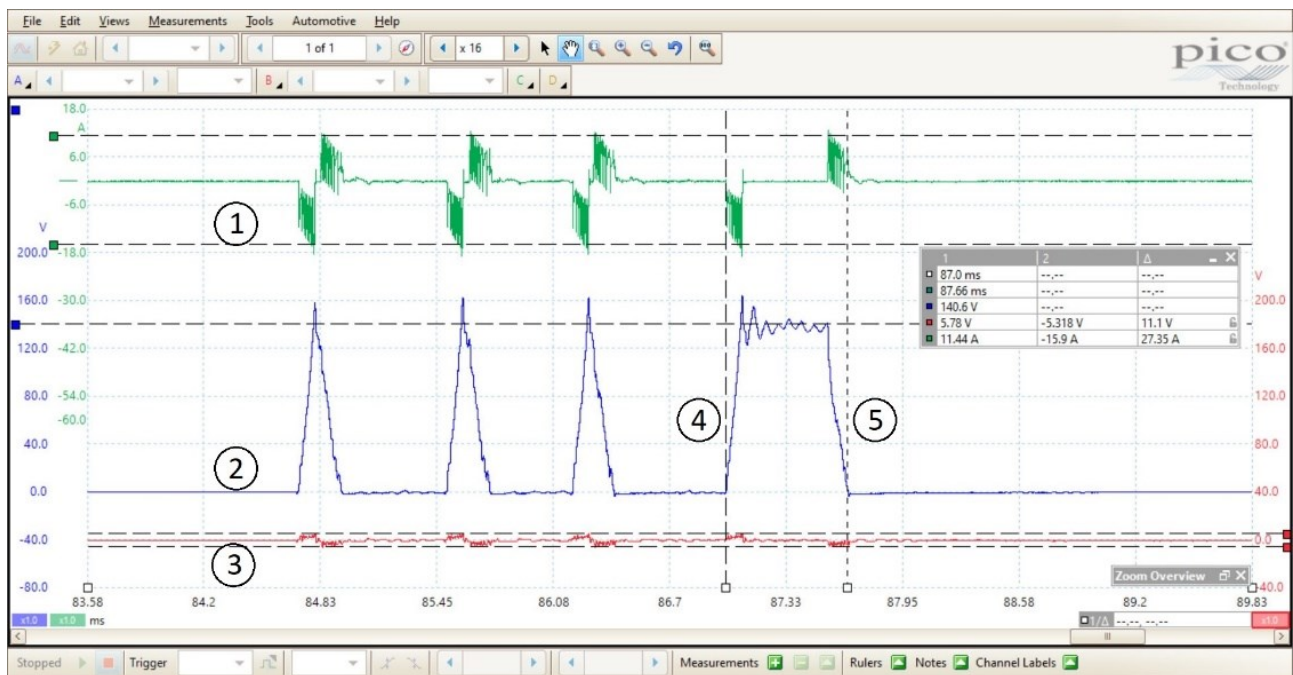 File Edit Views Measurements Tools Automotive Help
1 of 1 x 16
pico
Technology
A B C D
18.0
A
6.0
-6.0
-18.0
-30.0
-42.0
-54.0
-60.0
V
200.0
160.0
120.0
80.0
40.0
0.0
-40.0
-80.0
1
2
3
4
5
1 2 Δ
87.0 ms --,-- --,--
87.66 ms --,-- --,--
140.6 V --,-- --,--
5.78 V -5.318 V 11.1 V
11.44 A -15.9 A 27.35 A
V
200.0
160.0
120.0
80.0
40.0
0.0
-40.0
Zoom Overview
83.58 84.2 84.83 85.45 86.08 86.7 87.33 87.95 88.58 89.2 89.83
x1.0 x1.0 ms
1/Δ --,--, --,-- x1.0
Stopped Trigger Measurements Rulers Notes Channel Labels